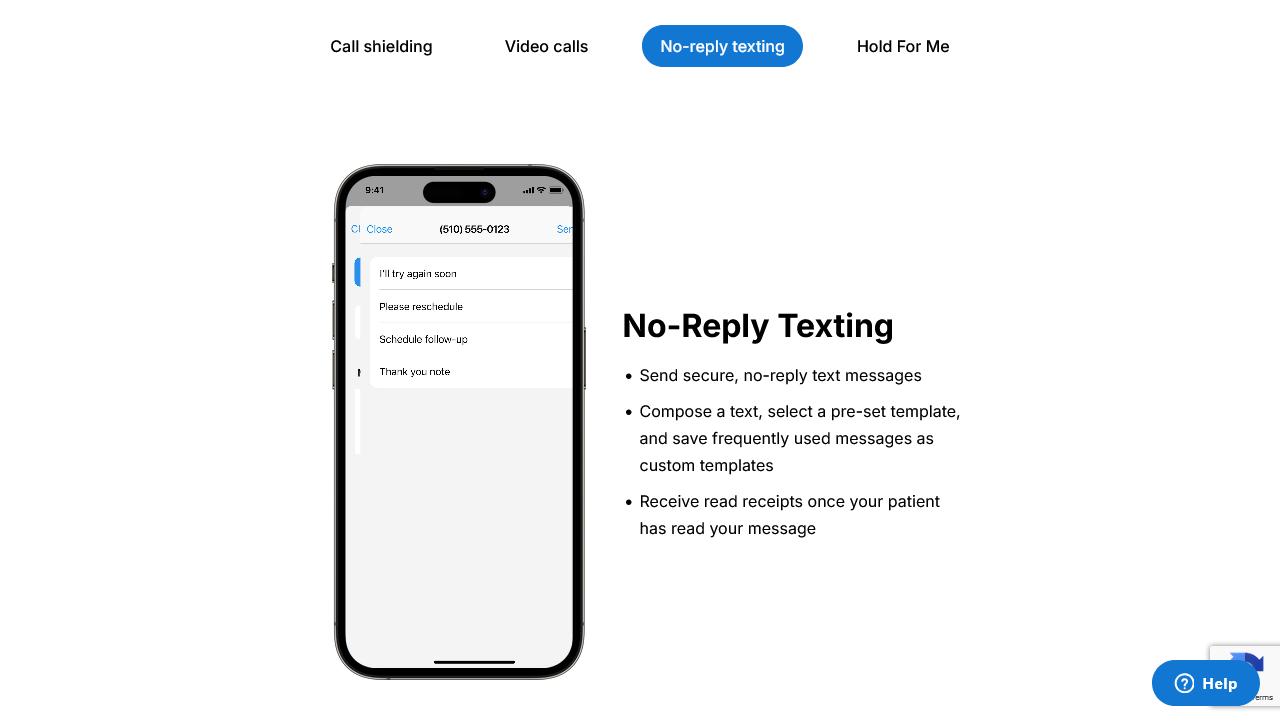 Call shielding
Video calls
No-reply texting
Hold For Me
9:41
Close
(510) 555-0123
I'll try again soon
Please reschedule
Schedule follow-up
Thank you note
No-Reply Texting
• Send secure, no-reply text messages
• Compose a text, select a pre-set template,
and save frequently used messages as
custom templates
• Receive read receipts once your patient
has read your message
Help